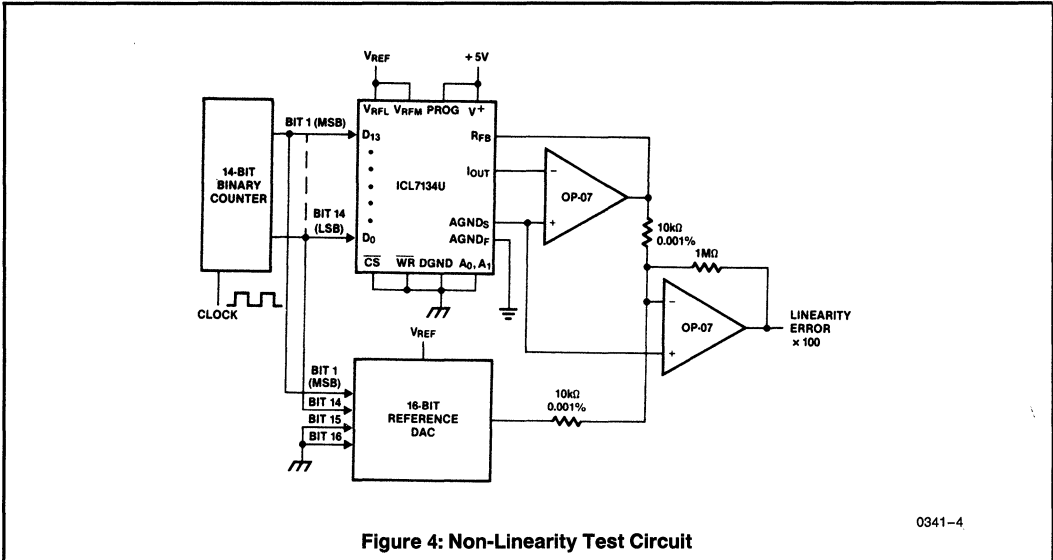 VREF
+5V
VRFL VRFM PROG V+
14-BIT
BINARY
COUNTER
BIT 1 (MSB)
D13
RFB
IOUT
ICL7134U
BIT 14
(LSB)
D0
AGNDS
AGNDF
CS WR DGND A0, A1
CLOCK
-
OP-07
+
10kΩ
0.001%
1MΩ
-
OP-07
+
LINEARITY
ERROR
× 100
VREF
BIT 1
(MSB)
BIT 14
BIT 15
BIT 16
16-BIT
REFERENCE
DAC
10kΩ
0.001%
0341-4
Figure 4: Non-Linearity Test Circuit